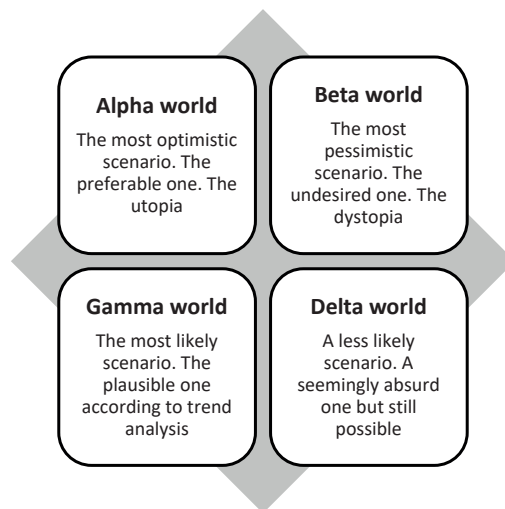 Alpha world
The most optimistic
scenario. The
preferable one. The
utopia
Beta world
The most
pessimistic
scenario. The
undesired one. The
dystopia
Gamma world
The most likely
scenario. The
plausible one
according to trend
analysis
Delta world
A less likely
scenario. A
seemingly absurd
one but still
possible